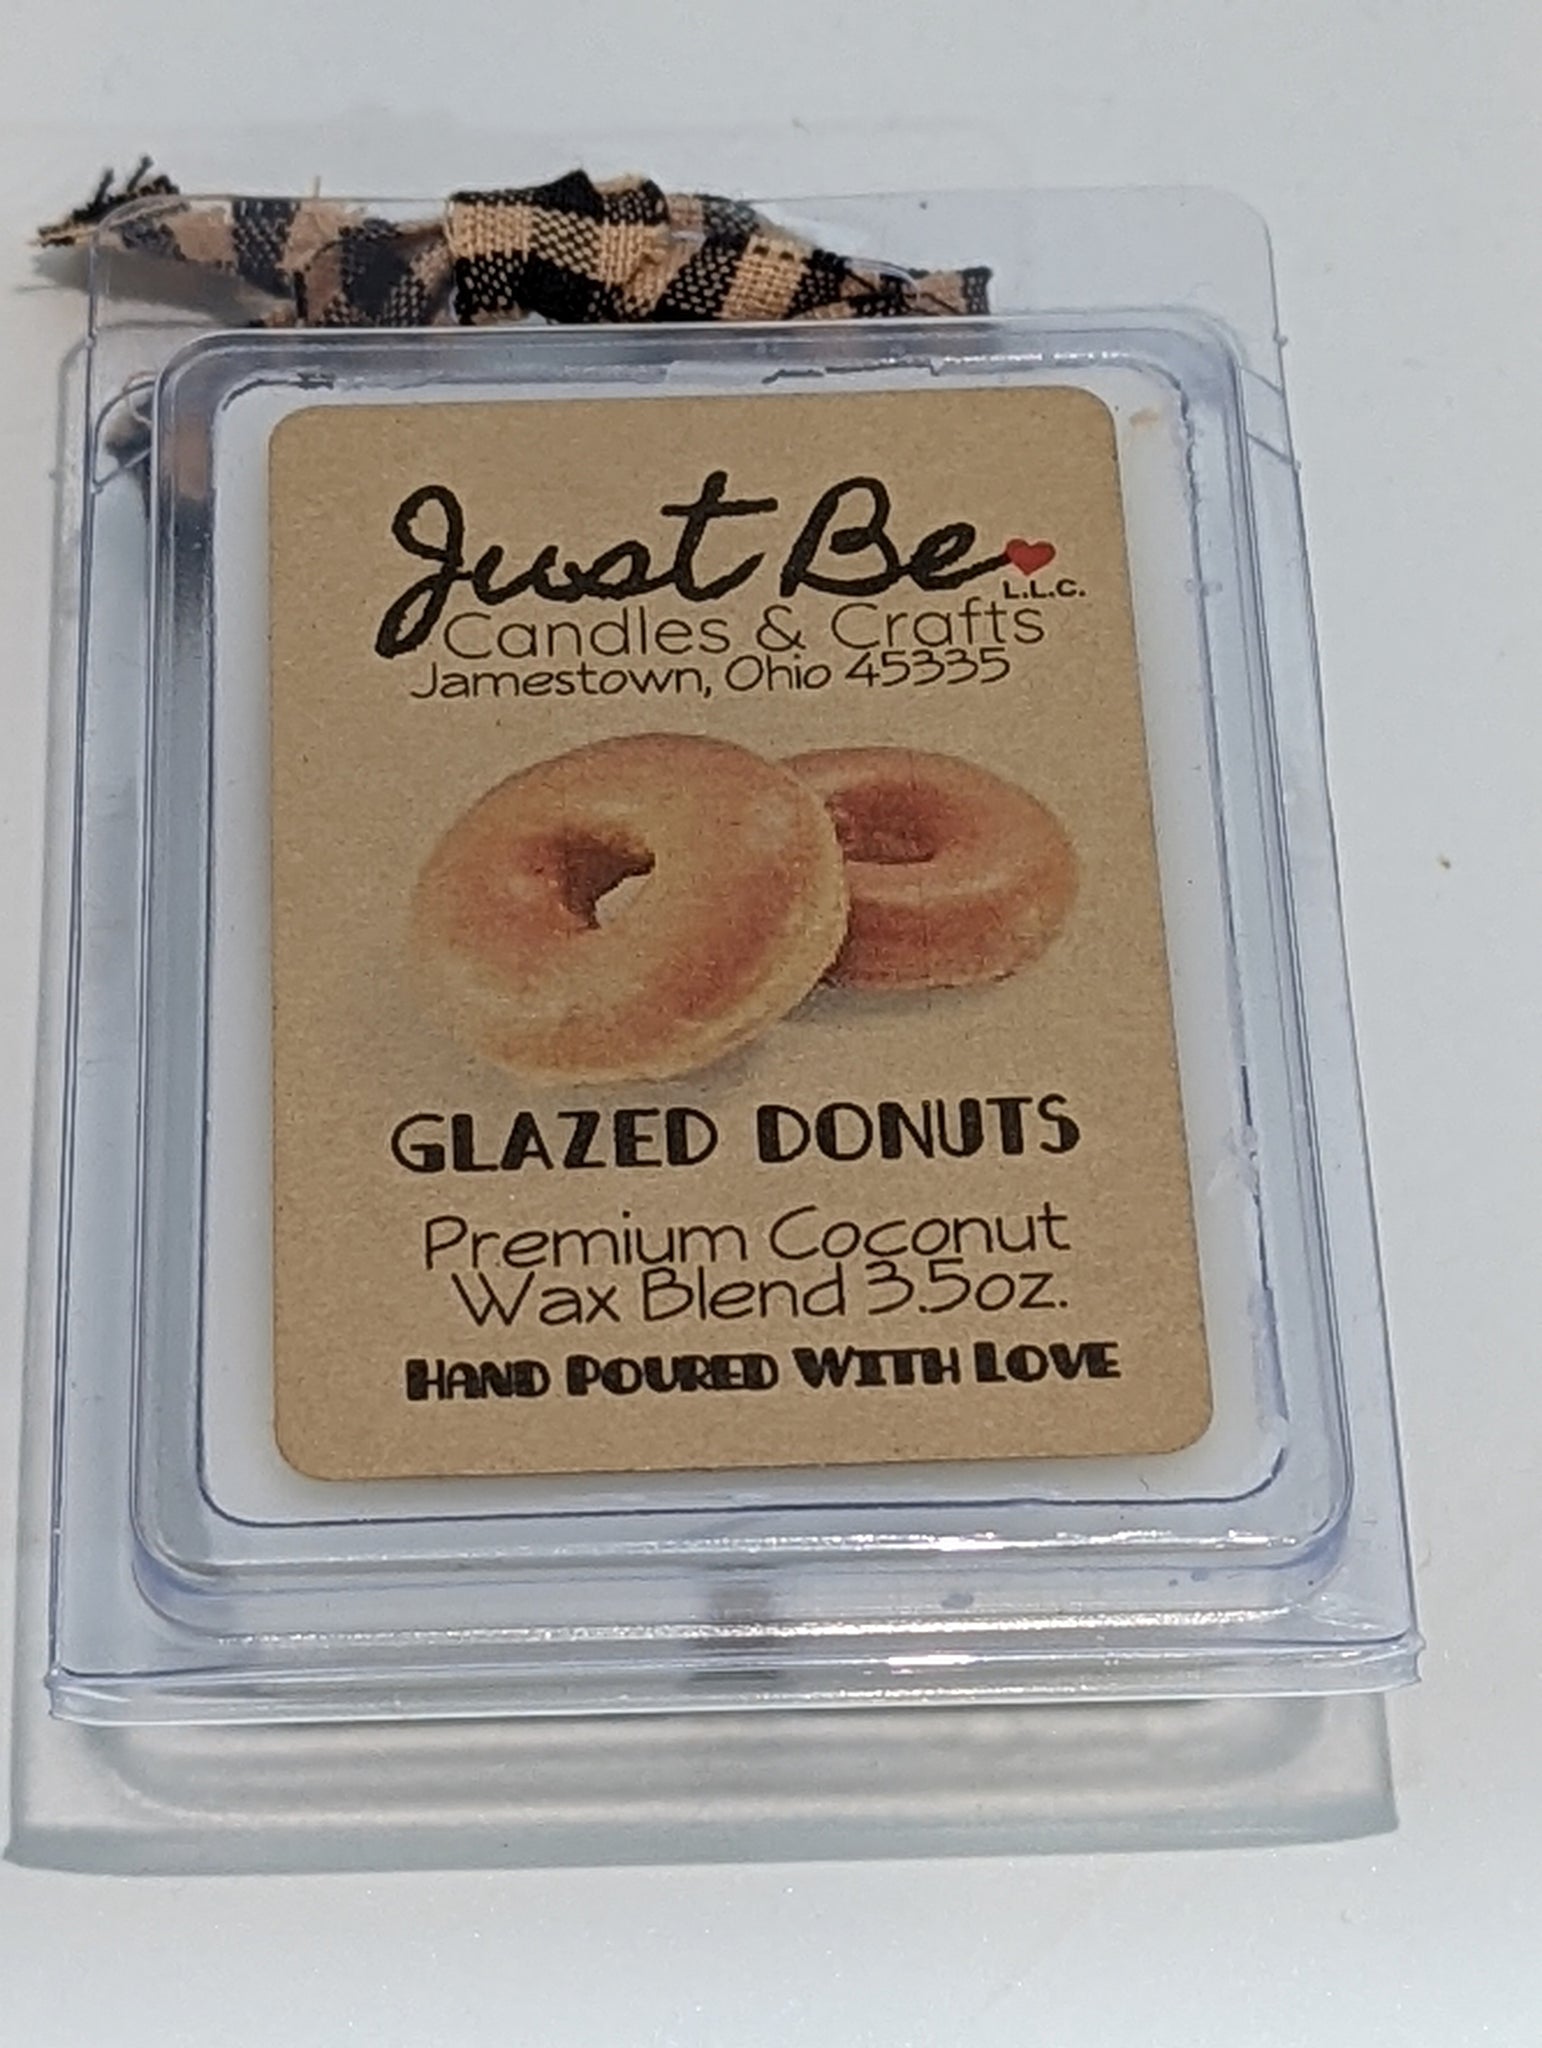 Just Be
L.L.C.
Candles & Crafts
Jamestown, Ohio 45335
GLAZED DONUTS
Premium Coconut
Wax Blend 3.5oz.
HAND POURED WITH LOVE